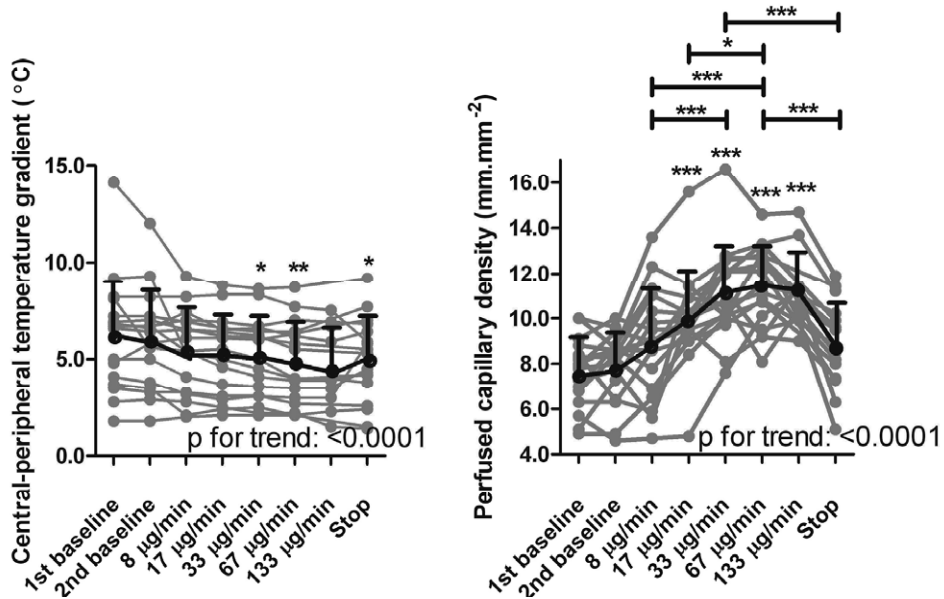 Central-peripheral temperature gradient (°C)
15.0
10.0
5.0
0.0
*
**
*
p for trend: <0.0001
1st baseline
2nd baseline
8 µg/min
17 µg/min
33 µg/min
67 µg/min
133 µg/min
Stop
Perfused capillary density (mm.mm-2)
***
*
***
***
***
16.0
14.0
12.0
10.0
8.0
6.0
4.0
***
***
***
***
p for trend: <0.0001
1st baseline
2nd baseline
8 µg/min
17 µg/min
33 µg/min
67 µg/min
133 µg/min
Stop